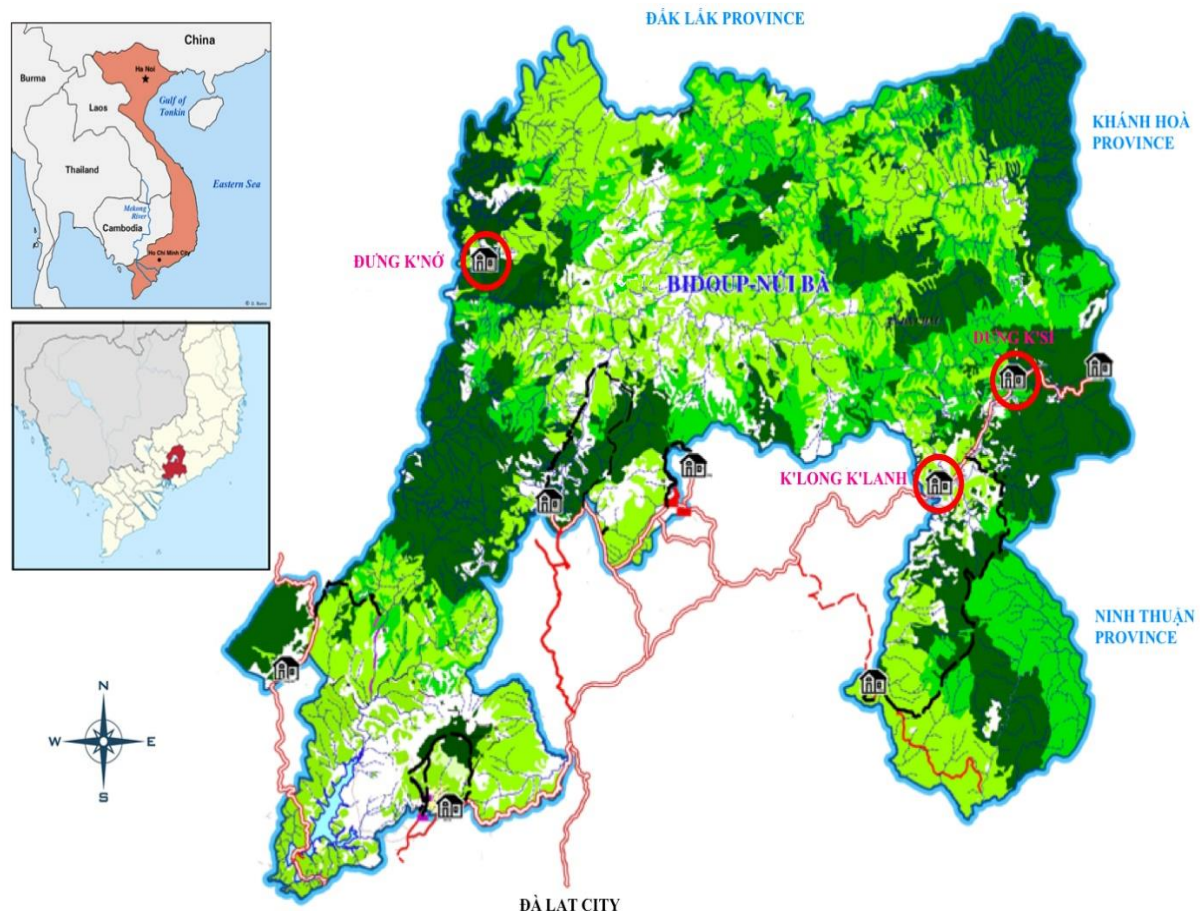 China
Burma
Ha Noi
Laos
Gulf of
Tonkin
Thailand
Eastern Sea
Mekong
River
Cambodia
Ho Chi Minh City
ĐẮK LẮK PROVINCE
KHÁNH HOÀ
PROVINCE
ĐƯNG K'NỚ
BIDOUP-NÚI BÀ
ĐƯNG K'SI
K'LONG K'LANH
NINH THUẬN
PROVINCE
N
W
E
S
ĐÀ LẠT CITY